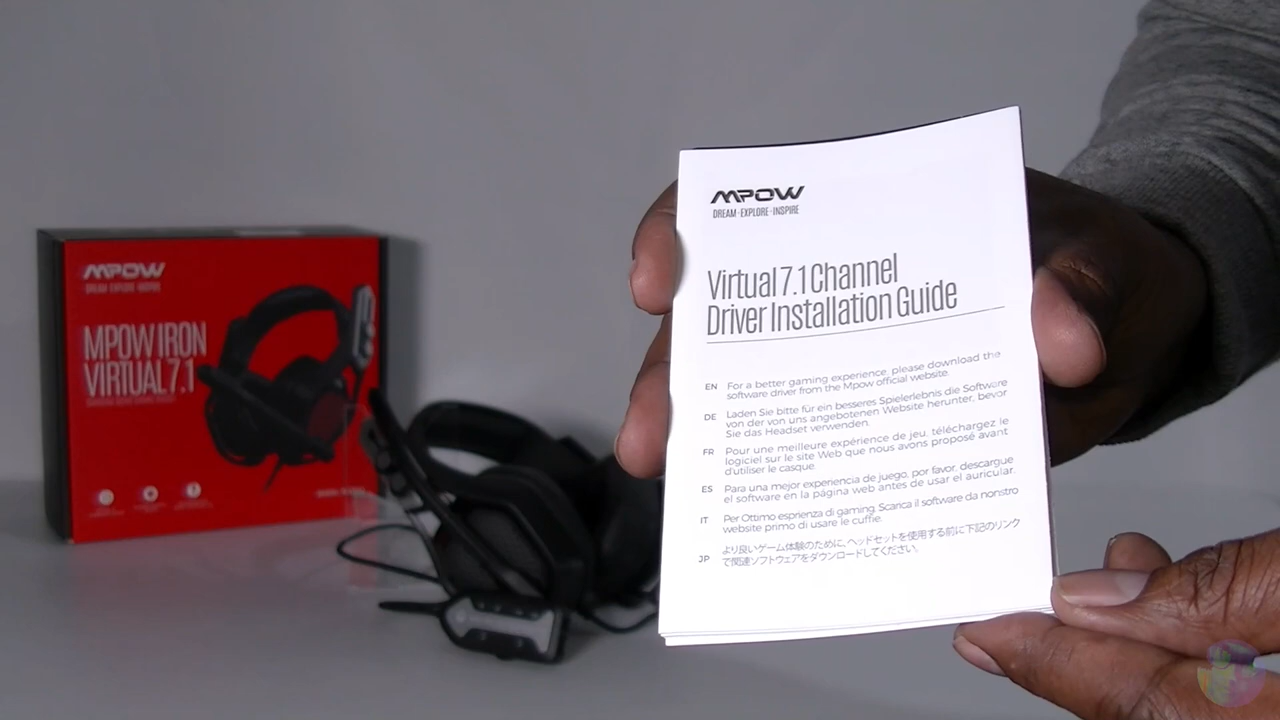 MPOW
DREAM · EXPLORE · INSPIRE
Virtual 7.1 Channel
Driver Installation Guide
EN For a better gaming experience, please download the
software driver from the Mpow official website.
DE Laden Sie bitte für ein besseres Spielerlebnis die Software
von der von uns angebotenen Website herunter, bevor
Sie das Headset verwenden.
FR Pour une meilleure expérience de jeu, téléchargez le
logiciel sur le site Web que nous avons proposé avant
d'utiliser le casque.
ES Para una mejor experiencia de juego, por favor, descargue
el software en la página web antes de usar el auricular.
IT Per Ottimo esprienza di gaming, Scarica il software da nonstro
website primo di usare le cuffie.
JP より良いゲーム体験のために、ヘッドセットを使用する前に下記のリンク
で関連ソフトウェアをダウンロードしてください。
MPOW
DREAM · EXPLORE · INSPIRE
MPOW IRON
VIRTUAL 7.1